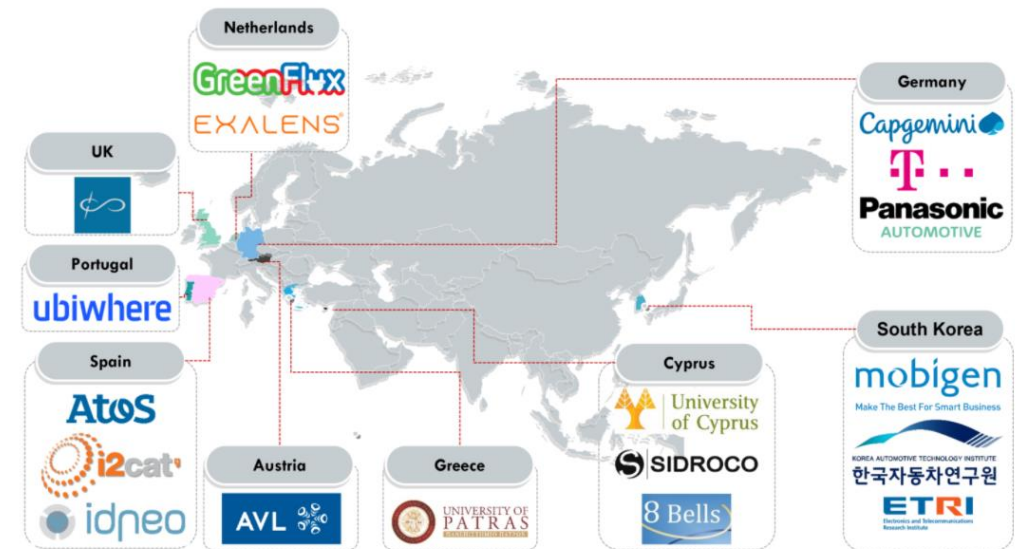 Netherlands
GreenFlux
EXALENS
UK
Portugal
ubiwhere
Spain
Atos
i2cat
idneo
Austria
AVL
Greece
UNIVERSITY OF
PATRAS
ΠΑΝΕΠΙΣΤΗΜΙΟ ΠΑΤΡΩΝ
Cyprus
University
of Cyprus
SIDROCO
8 Bells
Germany
Capgemini
T
Panasonic
AUTOMOTIVE
South Korea
mobigen
Make The Best For Smart Business
KOREA AUTOMOTIVE TECHNOLOGY INSTITUTE
한국자동차연구원
ETRI
Electronics and Telecommunications
Research Institute